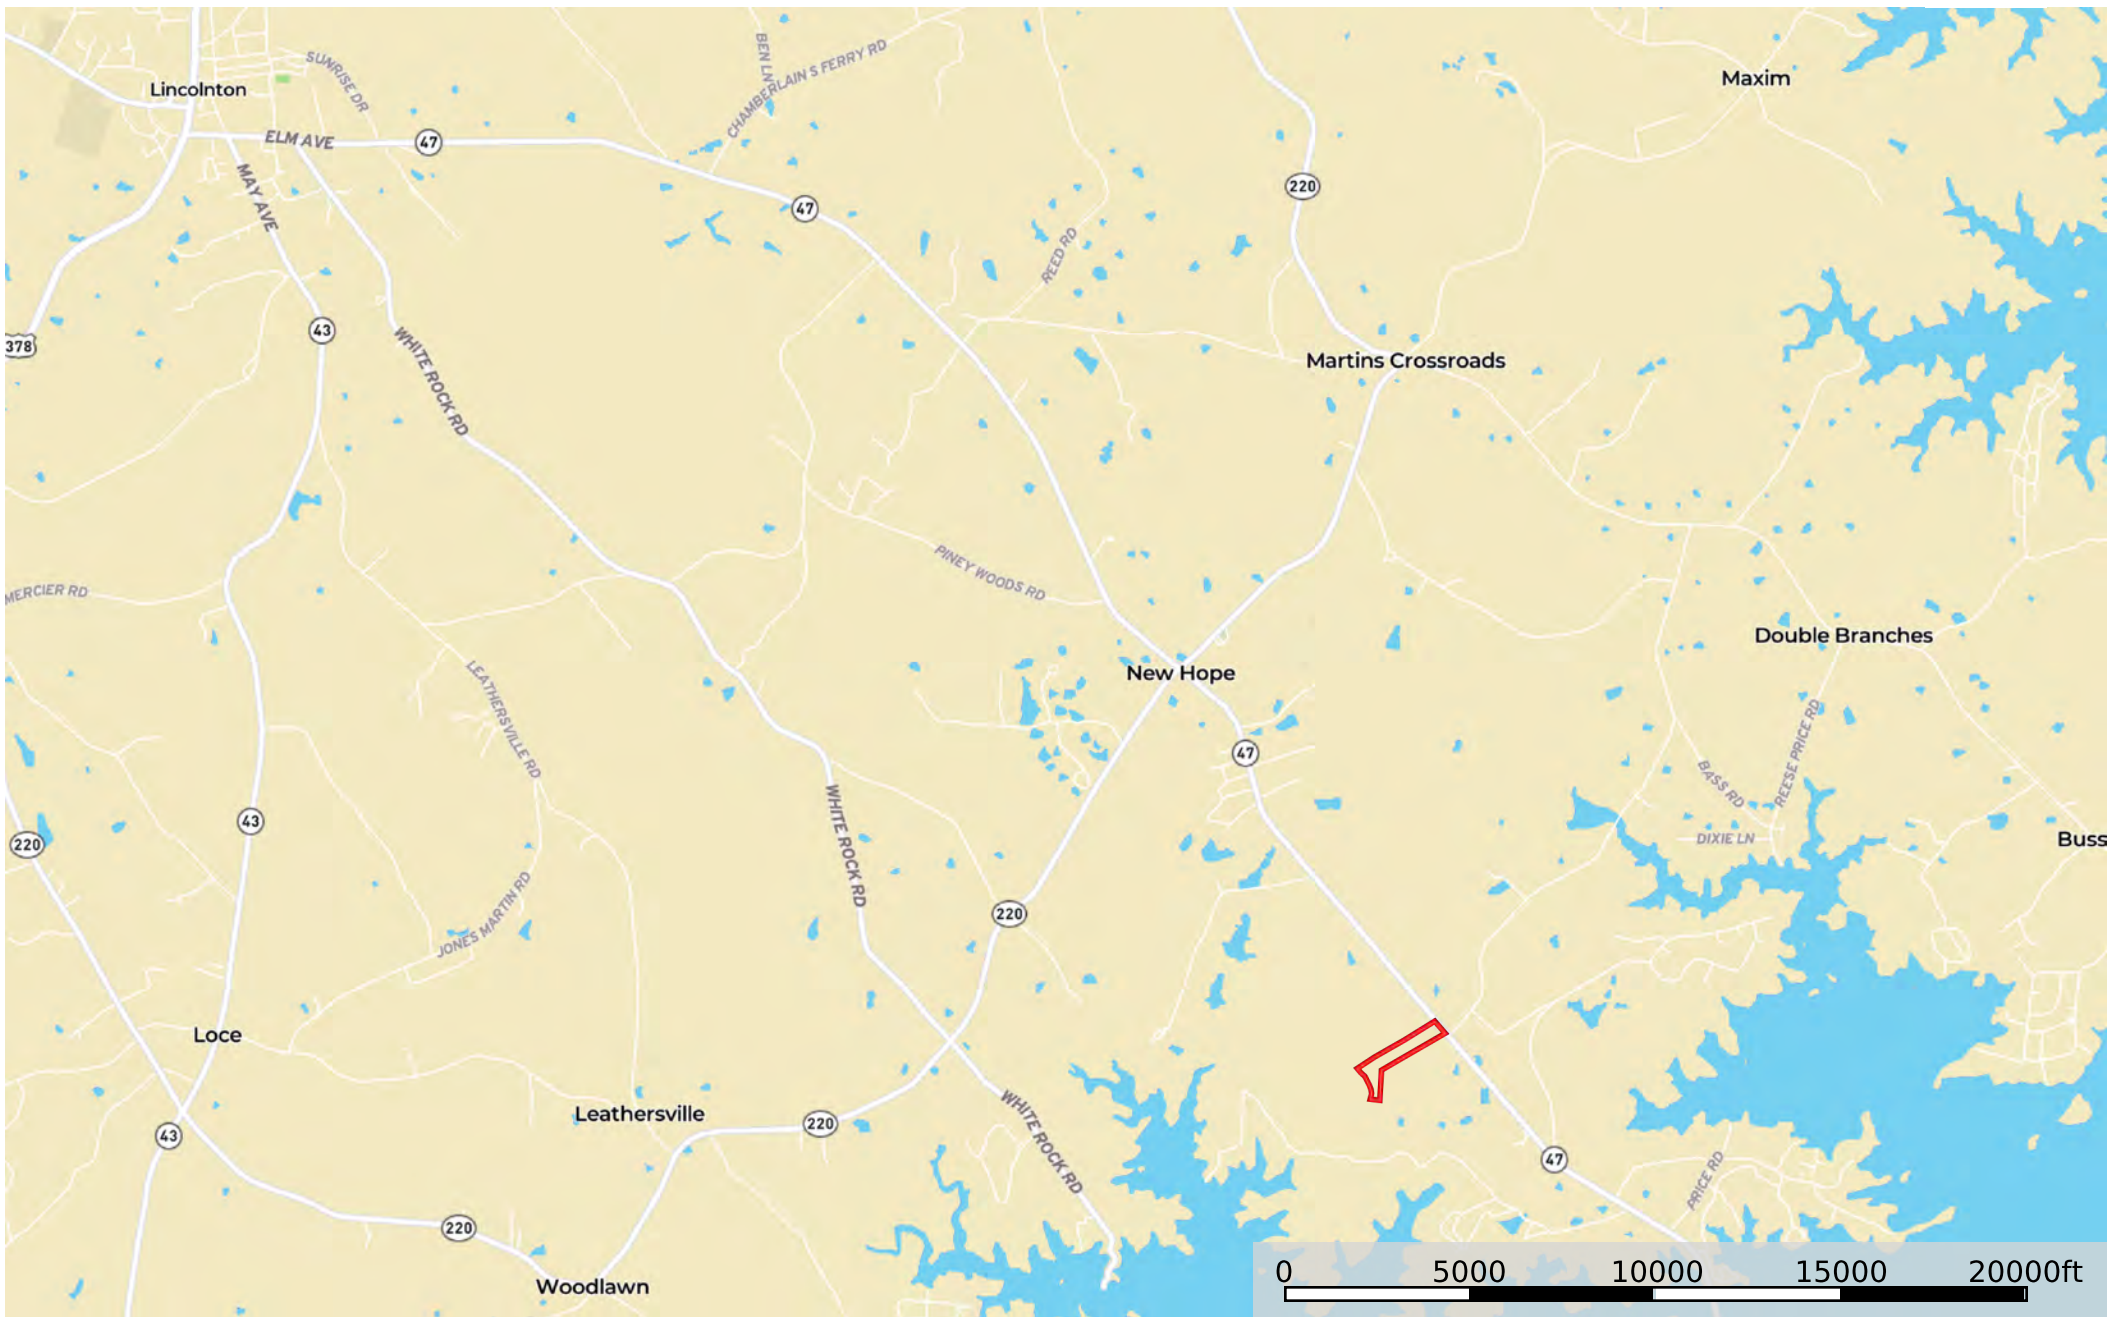 BEN LN
CHAMBERLAIN S FERRY RD
SUNRISE DR
Maxim
Lincolnton
ELM AVE
47
MAY AVE
220
47
REED RD
43
378
WHITE ROCK RD
Martins Crossroads
PINEY WOODS RD
MERCIER RD
Double Branches
New Hope
LEATHERSVILLE RD
47
REESE PRICE RD
BASS RD
WHITE ROCK RD
43
220
DIXIE LN
Buss
JONES MARTIN RD
220
Loce
Leathersville
220
WHITE ROCK RD
43
47
PRICE RD
220
Woodlawn
0 5000 10000 15000 20000ft